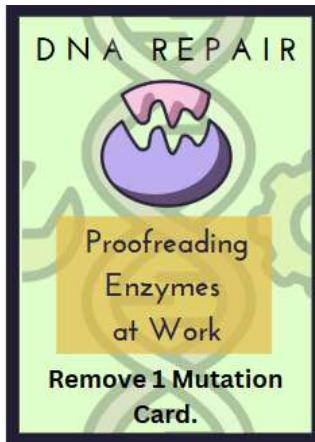 DNA REPAIR
Proofreading
Enzymes
at Work
Remove 1 Mutation
Card.